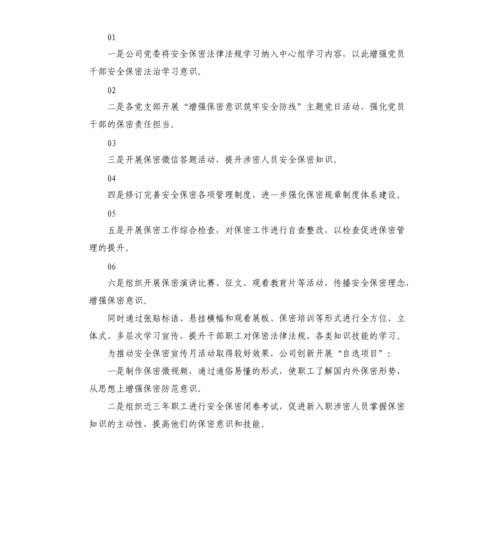 01
一是公司党委将安全保密法律法规学习纳入中心组学习内容，以此增强党员
干部安全保密法治学习意识。
02
二是各党支部开展“增强保密意识筑牢安全防线”主题党日活动，强化党员
干部的保密责任担当。
03
三是开展保密微信答题活动，提升涉密人员安全保密知识。
04
四是修订完善安全保密各项管理制度，进一步强化保密规章制度体系建设。
05
五是开展保密工作综合检查，对保密工作进行自查整改，以检查促进保密管
理的提升。
06
六是组织开展保密演讲比赛、征文、观看教育片等活动，传播安全保密理念，
增强保密意识。
同时通过张贴标语、悬挂横幅和观看展板、保密培训等形式进行全方位、立
体式、多层次学习宣传，提升干部职工对保密法律法规、各类知识技能的学习。
为推动安全保密宣传月活动取得较好效果，公司创新开展“自选项目”：
一是制作保密微视频，通过通俗易懂的形式，使职工了解国内外保密形势，
从思想上增强保密防范意识。
二是组织近三年职工进行安全保密闭卷考试，促进新入职涉密人员掌握保密
知识的主动性，提高他们的保密意识和技能。